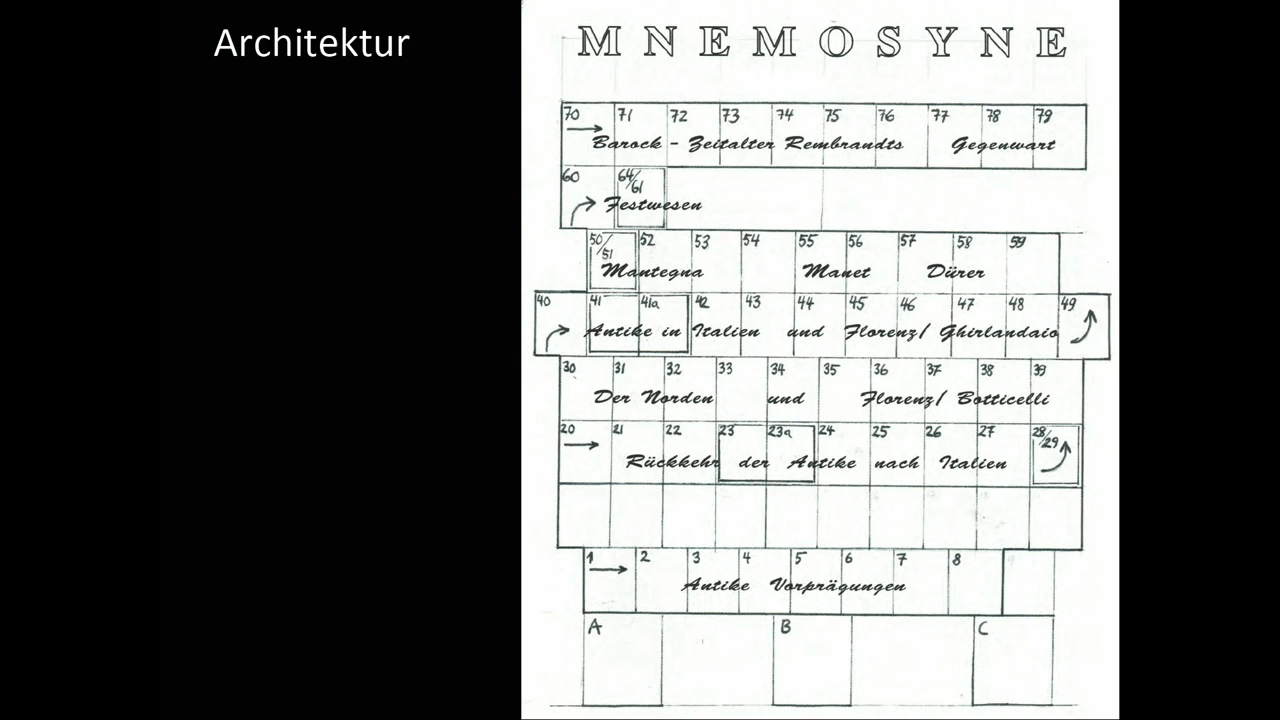 Architektur
MNEMOSYNE
70 71 72 73 74 75 76 77 78 79
Barock - Zeitalter Rembrandts Gegenwart
60 64/61
Festwesen
50/51 52 53 54 55 56 57 58 59
Mantegna Manet Dürer
40 41 41a 42 43 44 45 46 47 48 49
Antike in Italien und Florenz/ Ghirlandaio
30 31 32 33 34 35 36 37 38 39
Der Norden und Florenz/ Botticelli
20 21 22 23 23a 24 25 26 27 28/29
Rückkehr der Antike nach Italien
1 2 3 4 5 6 7 8
Antike Vorprägungen
A B C